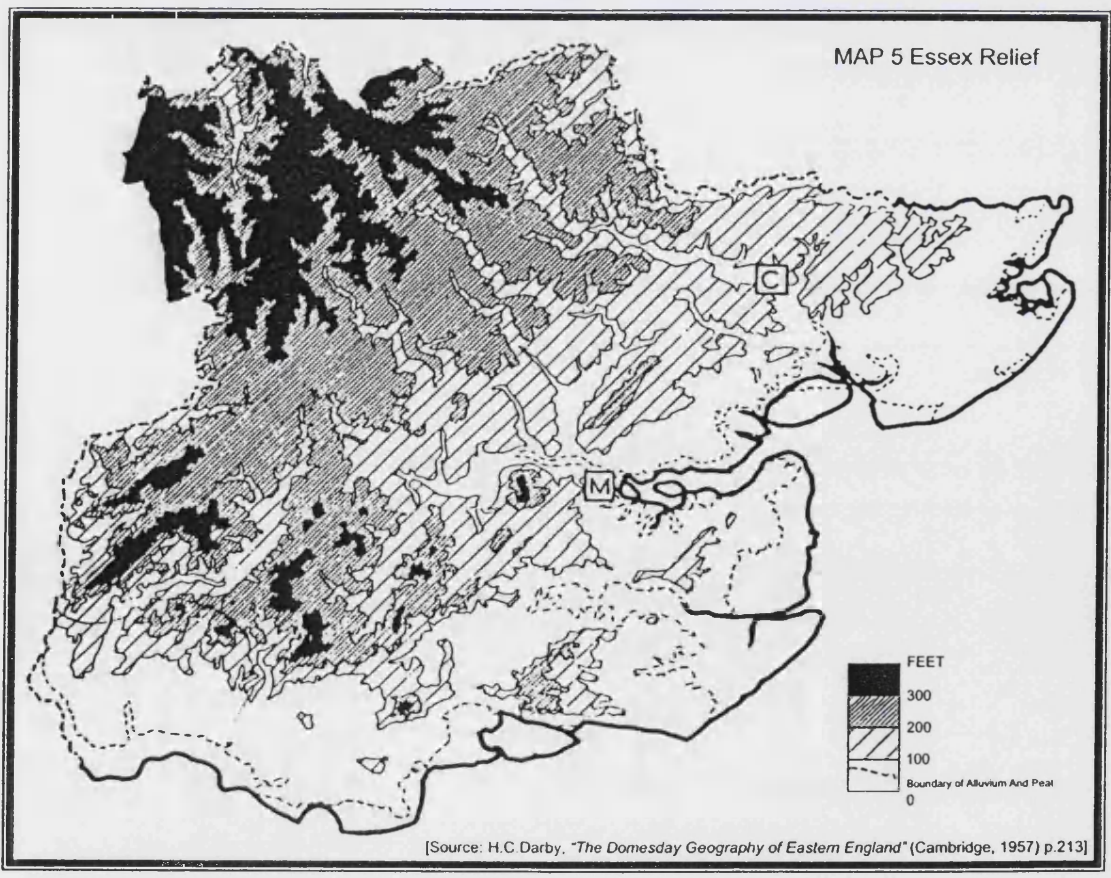 MAP 5 Essex Relief
C
M
FEET
300
200
100
Boundary of Alluvium And Peat
0
[Source: H.C Darby, "The Domesday Geography of Eastern England" (Cambridge, 1957) p.213]